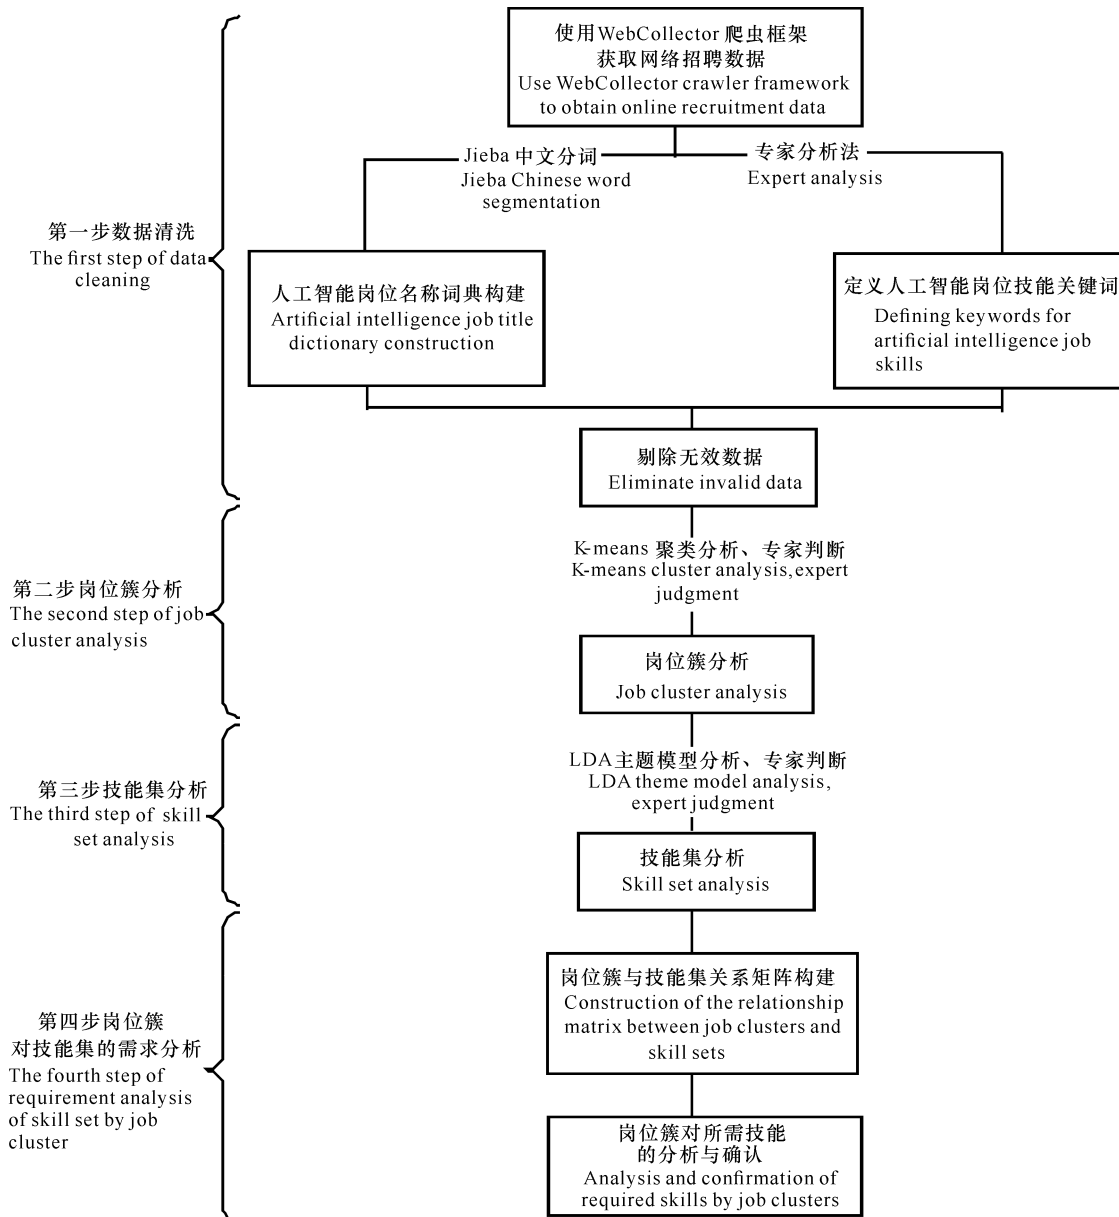 使用WebCollector 爬虫框架
获取网络招聘数据
Use WebCollector crawler framework
to obtain online recruitment data
Jieba 中文分词
Jieba Chinese word
segmentation
专家分析法
Expert analysis
第一步数据清洗
The first step of data
cleaning
人工智能岗位名称词典构建
Artificial intelligence job title
dictionary construction
定义人工智能岗位技能关键词
Defining keywords for
artificial intelligence job
skills
剔除无效数据
Eliminate invalid data
K-means 聚类分析、专家判断
K-means cluster analysis,expert
judgment
第二步岗位簇分析
The second step of job
cluster analysis
岗位簇分析
Job cluster analysis
LDA主题模型分析、专家判断
LDA theme model analysis,
expert judgment
第三步技能集分析
The third step of skill
set analysis
技能集分析
Skill set analysis
岗位簇与技能集关系矩阵构建
Construction of the relationship
matrix between job clusters and
skill sets
第四步岗位簇
对技能集的需求分析
The fourth step of
requirement analysis
of skill set by job
cluster
岗位簇对所需技能
的分析与确认
Analysis and confirmation of
required skills by job clusters